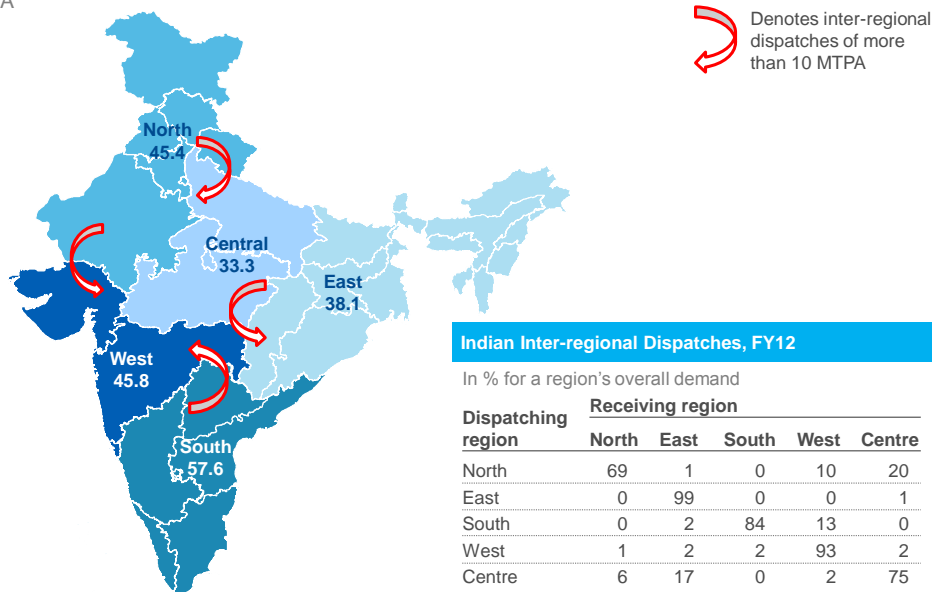 A
Denotes inter-regional
dispatches of more
than 10 MTPA
North
45.4
Central
33.3
East
38.1
West
45.8
South
57.6
Indian Inter-regional Dispatches, FY12
In % for a region's overall demand
Dispatching region Receiving region
North East South West Centre
North 69 1 0 10 20
East 0 99 0 0 1
South 0 2 84 13 0
West 1 2 2 93 2
Centre 6 17 0 2 75